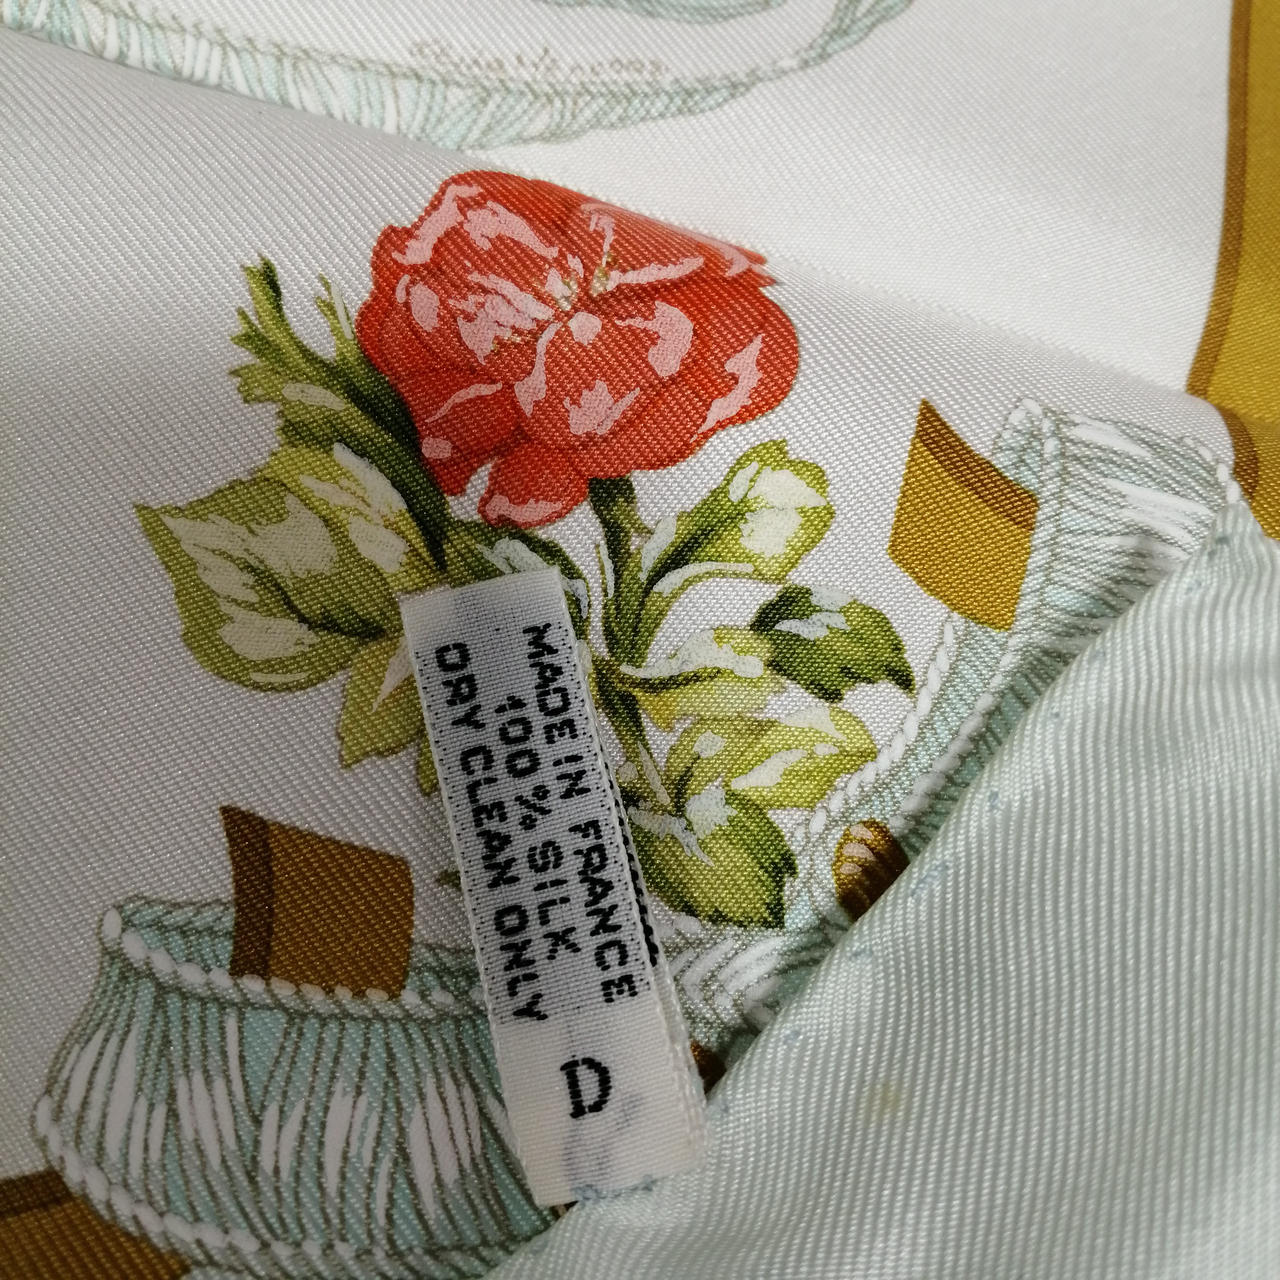 MADE IN FRANCE
100 % SILK
DRY CLEAN ONLY
D